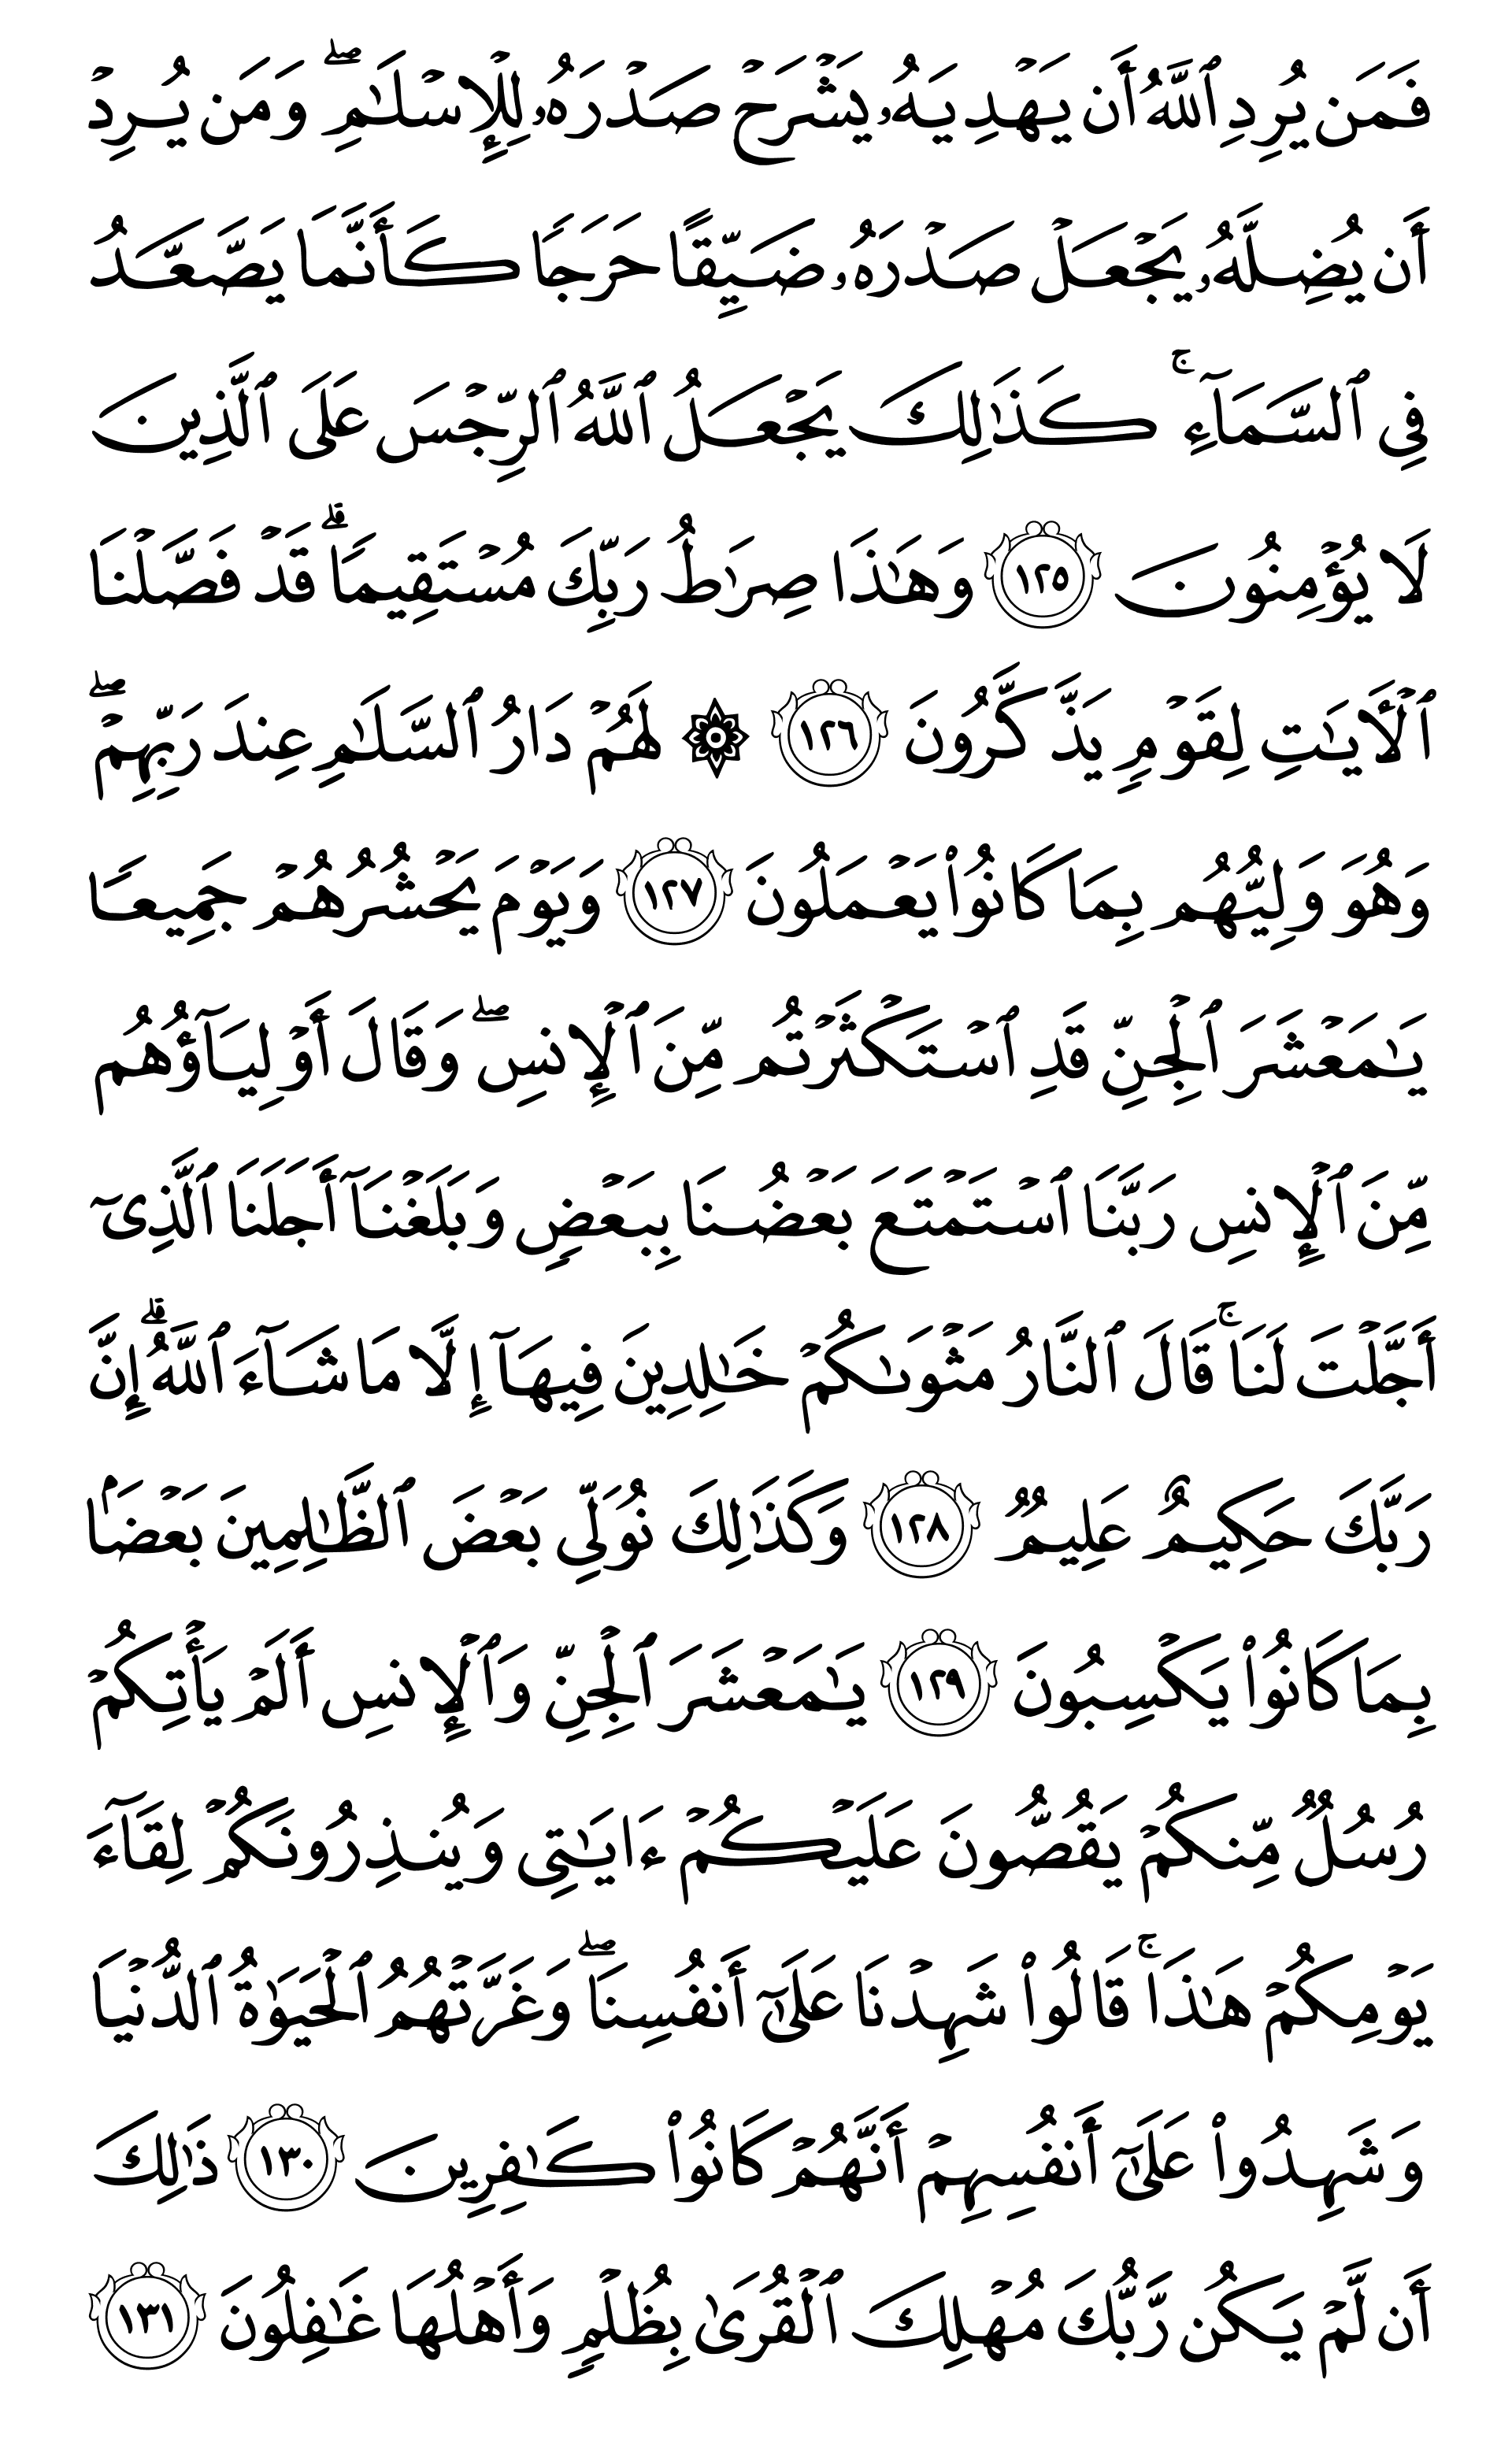 فَمَن يُرِدِ ٱللَّهُ أَن يَهْدِيَهُۥ يَشْرَحْ صَدْرَهُۥ لِلْإِسْلَٰمِ ۖ وَمَن يُرِدْ
أَن يُضِلَّهُۥ يَجْعَلْ صَدْرَهُۥ ضَيِّقًا حَرَجًا كَأَنَّمَا يَصَّعَّدُ
فِي ٱلسَّمَآءِ ۚ كَذَٰلِكَ يَجْعَلُ ٱللَّهُ ٱلرِّجْسَ عَلَى ٱلَّذِينَ
لَا يُؤْمِنُونَ ١٢٥ وَهَٰذَا صِرَٰطُ رَبِّكَ مُسْتَقِيمًا ۗ قَدْ فَصَّلْنَا
ٱلْأٓيَٰتِ لِقَوْمٍ يَذَّكَّرُونَ ١٢٦ ۞ لَهُمْ دَارُ ٱلسَّلَٰمِ عِندَ رَبِّهِمْ ۖ
وَهُوَ وَلِيُّهُم بِمَا كَانُوا۟ يَعْمَلُونَ ١٢٧ وَيَوْمَ يَحْشُرُهُمْ جَمِيعًا
يَٰمَعْشَرَ ٱلْجِنِّ قَدِ ٱسْتَكْثَرْتُم مِّنَ ٱلْإِنسِ ۖ وَقَالَ أَوْلِيَآؤُهُم
مِّنَ ٱلْإِنسِ رَبَّنَا ٱسْتَمْتَعَ بَعْضُنَا بِبَعْضٍ وَبَلَغْنَآ أَجَلَنَا ٱلَّذِىٓ
أَجَّلْتَ لَنَا ۚ قَالَ ٱلنَّارُ مَثْوَىٰكُمْ خَٰلِدِينَ فِيهَآ إِلَّا مَا شَآءَ ٱللَّهُ ۗ إِنَّ
رَبَّكَ حَكِيمٌ عَلِيمٌ ١٢٨ وَكَذَٰلِكَ نُوَلِّي بَعْضَ ٱلظَّٰلِمِينَ بَعْضًۢا
بِمَا كَانُوا۟ يَكْسِبُونَ ١٢٩ يَٰمَعْشَرَ ٱلْجِنِّ وَٱلْإِنسِ أَلَمْ يَأْتِكُمْ
رُسُلٌ مِّنكُمْ يَقُصُّونَ عَلَيْكُمْ ءَايَٰتِي وَيُنذِرُونَكُمْ لِقَآءَ
يَوْمِكُمْ هَٰذَا ۚ قَالُوا۟ شَهِدْنَا عَلَىٰٓ أَنفُسِنَا ۖ وَغَرَّتْهُمُ ٱلْحَيَوٰةُ ٱلدُّنْيَا
وَشَهِدُوا۟ عَلَىٰٓ أَنفُسِهِمْ أَنَّهُمْ كَانُوا۟ كَٰفِرِينَ ١٣٠ ذَٰلِكَ
أَن لَّمْ يَكُن رَّبُّكَ مُهْلِكَ ٱلْقُرَىٰ بِظُلْمٍ وَأَهْلُهَا غَٰفِلُونَ ١٣١